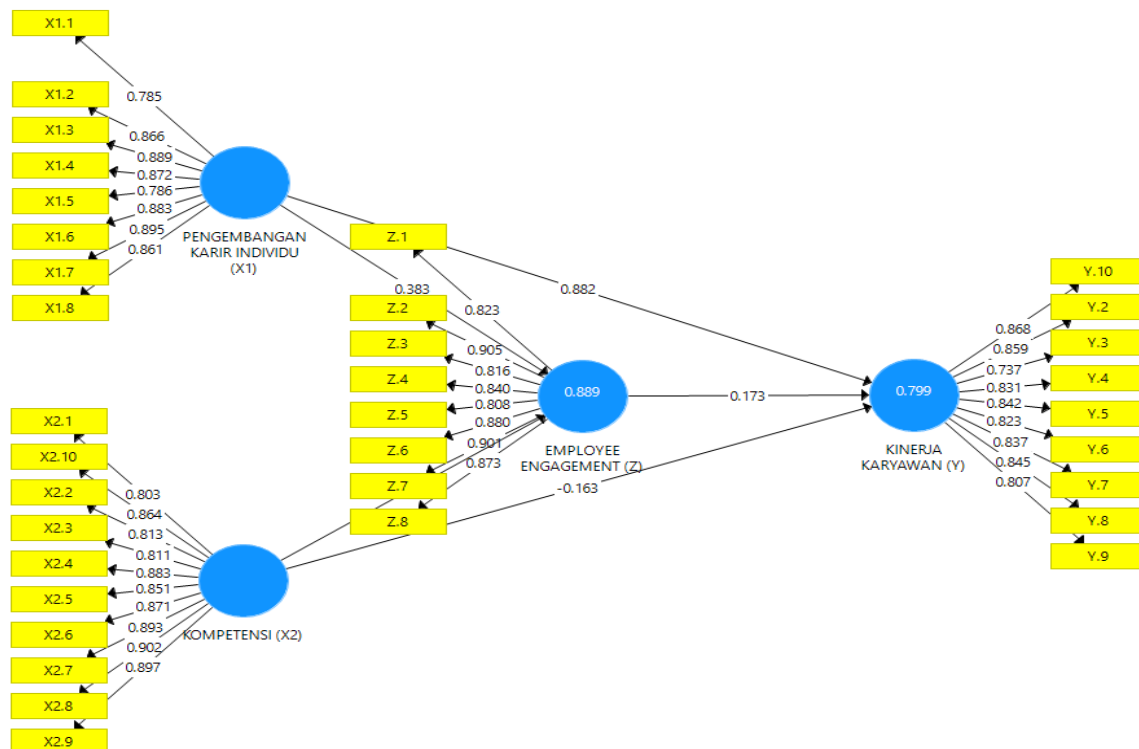 X1.1
0.785
X1.2
0.866
X1.3
0.889
X1.4
0.872
X1.5
0.786
X1.6
0.883
X1.7
0.895
X1.8
0.861
PENGEMBANGAN
KARIR INDIVIDU
(X1)
0.383
0.882
Z.1
0.823
Z.2
0.905
Z.3
0.816
Z.4
0.840
Z.5
0.808
Z.6
0.880
Z.7
0.901
Z.8
0.873
0.889
EMPLOYEE
ENGAGEMENT (Z)
0.173
-0.163
0.799
KINERJA
KARYAWAN (Y)
Y.10
0.868
Y.2
0.859
Y.3
0.737
Y.4
0.831
Y.5
0.842
Y.6
0.823
Y.7
0.837
Y.8
0.845
Y.9
0.807
X2.1
0.803
X2.10
0.864
X2.2
0.813
X2.3
0.811
X2.4
0.883
X2.5
0.851
X2.6
0.871
X2.7
0.893
X2.8
0.902
X2.9
0.897
KOMPETENSI (X2)